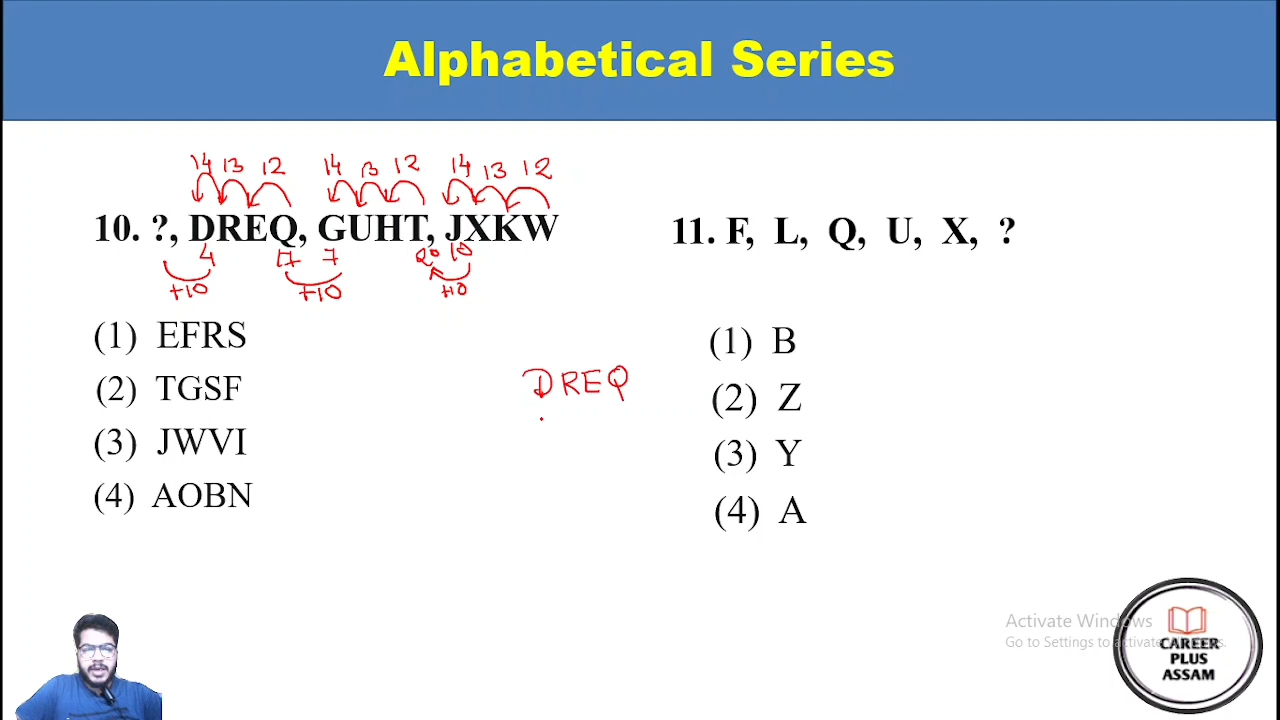 Alphabetical Series
14 13 12 14 13 12 14 13 12
10. ?, DREQ, GUHT, JXKW
4 17 7 20 10
+10 +10 +10
(1) EFRS
(2) TGSF
(3) JWVI
(4) AOBN
DREQ
11. F, L, Q, U, X, ?
(1) B
(2) Z
(3) Y
(4) A
Activate Windows
Go to Settings to activate
CAREER
PLUS
ASSAM